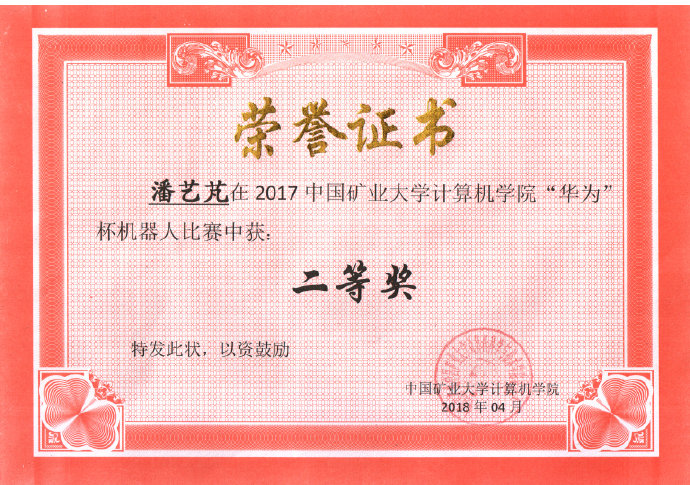 荣誉证书
潘艺芃在 2017 中国矿业大学计算机学院“华为”
杯机器人比赛中获：
二等奖
特发此状，以资鼓励
中国矿业大学计算机学院
2018 年 04 月